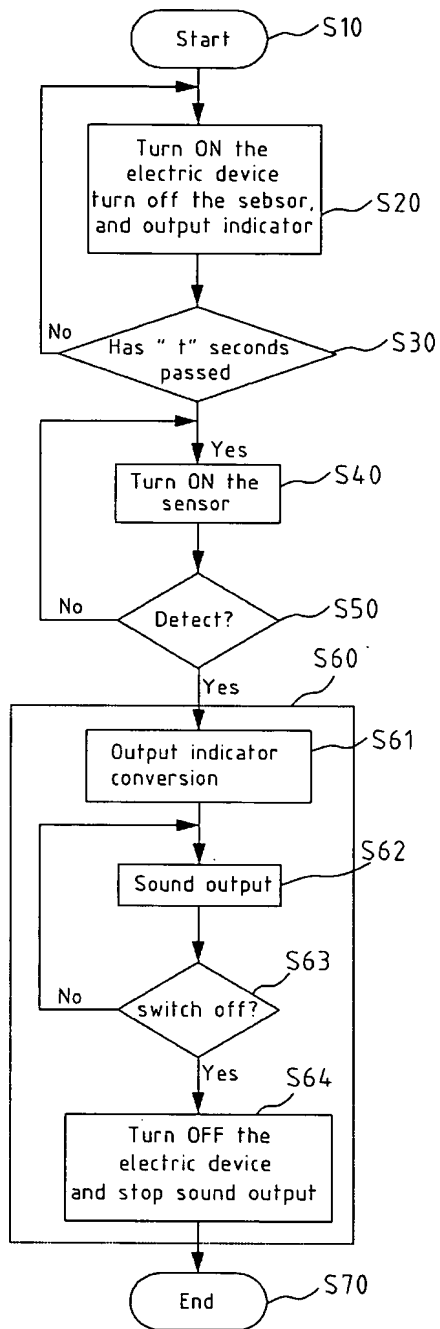 Start
S10
Turn ON the
electric device
turn off the sebsor,
and output indicator
S20
No
Has " t" seconds
passed
S30
Yes
Turn ON the
sensor
S40
No
Detect?
S50
Yes
S60
Output indicator
conversion
S61
Sound output
S62
No
switch off?
S63
Yes
S64
Turn OFF the
electric device
and stop sound output
End
S70